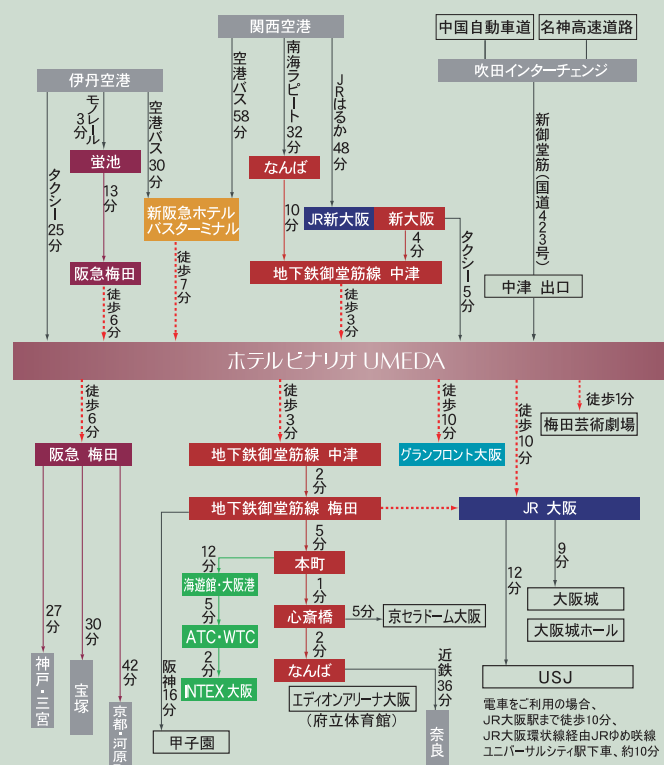 関西空港
中国自動車道
名神高速道路
伊丹空港
吹田インターチェンジ
タクシー25分
モノレール3分
空港バス30分
空港バス58分
南海ラピート32分
JRはるか48分
新御堂筋(国道423号)
蛍池
なんば
13分
10分
新阪急ホテル
バスターミナル
JR新大阪
新大阪
4分
タクシー5分
阪急梅田
地下鉄御堂筋線 中津
中津 出口
徒歩6分
徒歩7分
徒歩3分
ホテルビナリオ UMEDA
徒歩6分
徒歩3分
徒歩10分
徒歩10分
徒歩1分
梅田芸術劇場
阪急 梅田
地下鉄御堂筋線 中津
グランフロント大阪
2分
地下鉄御堂筋線 梅田
JR 大阪
5分
12分
本町
海遊館・大阪港
1分
5分
心斎橋
5分
京セラドーム大阪
ATC・WTC
2分
2分
なんば
INTEX 大阪
近鉄36分
エディオンアリーナ大阪
(府立体育館)
奈良
27分
30分
42分
神戸・三宮
宝塚
京都・河原
阪神16分
甲子園
12分
9分
大阪城
大阪城ホール
USJ
電車をご利用の場合、
JR大阪駅まで徒歩10分、
JR大阪環状線経由JRゆめ咲線
ユニバーサルシティ駅下車、約10分